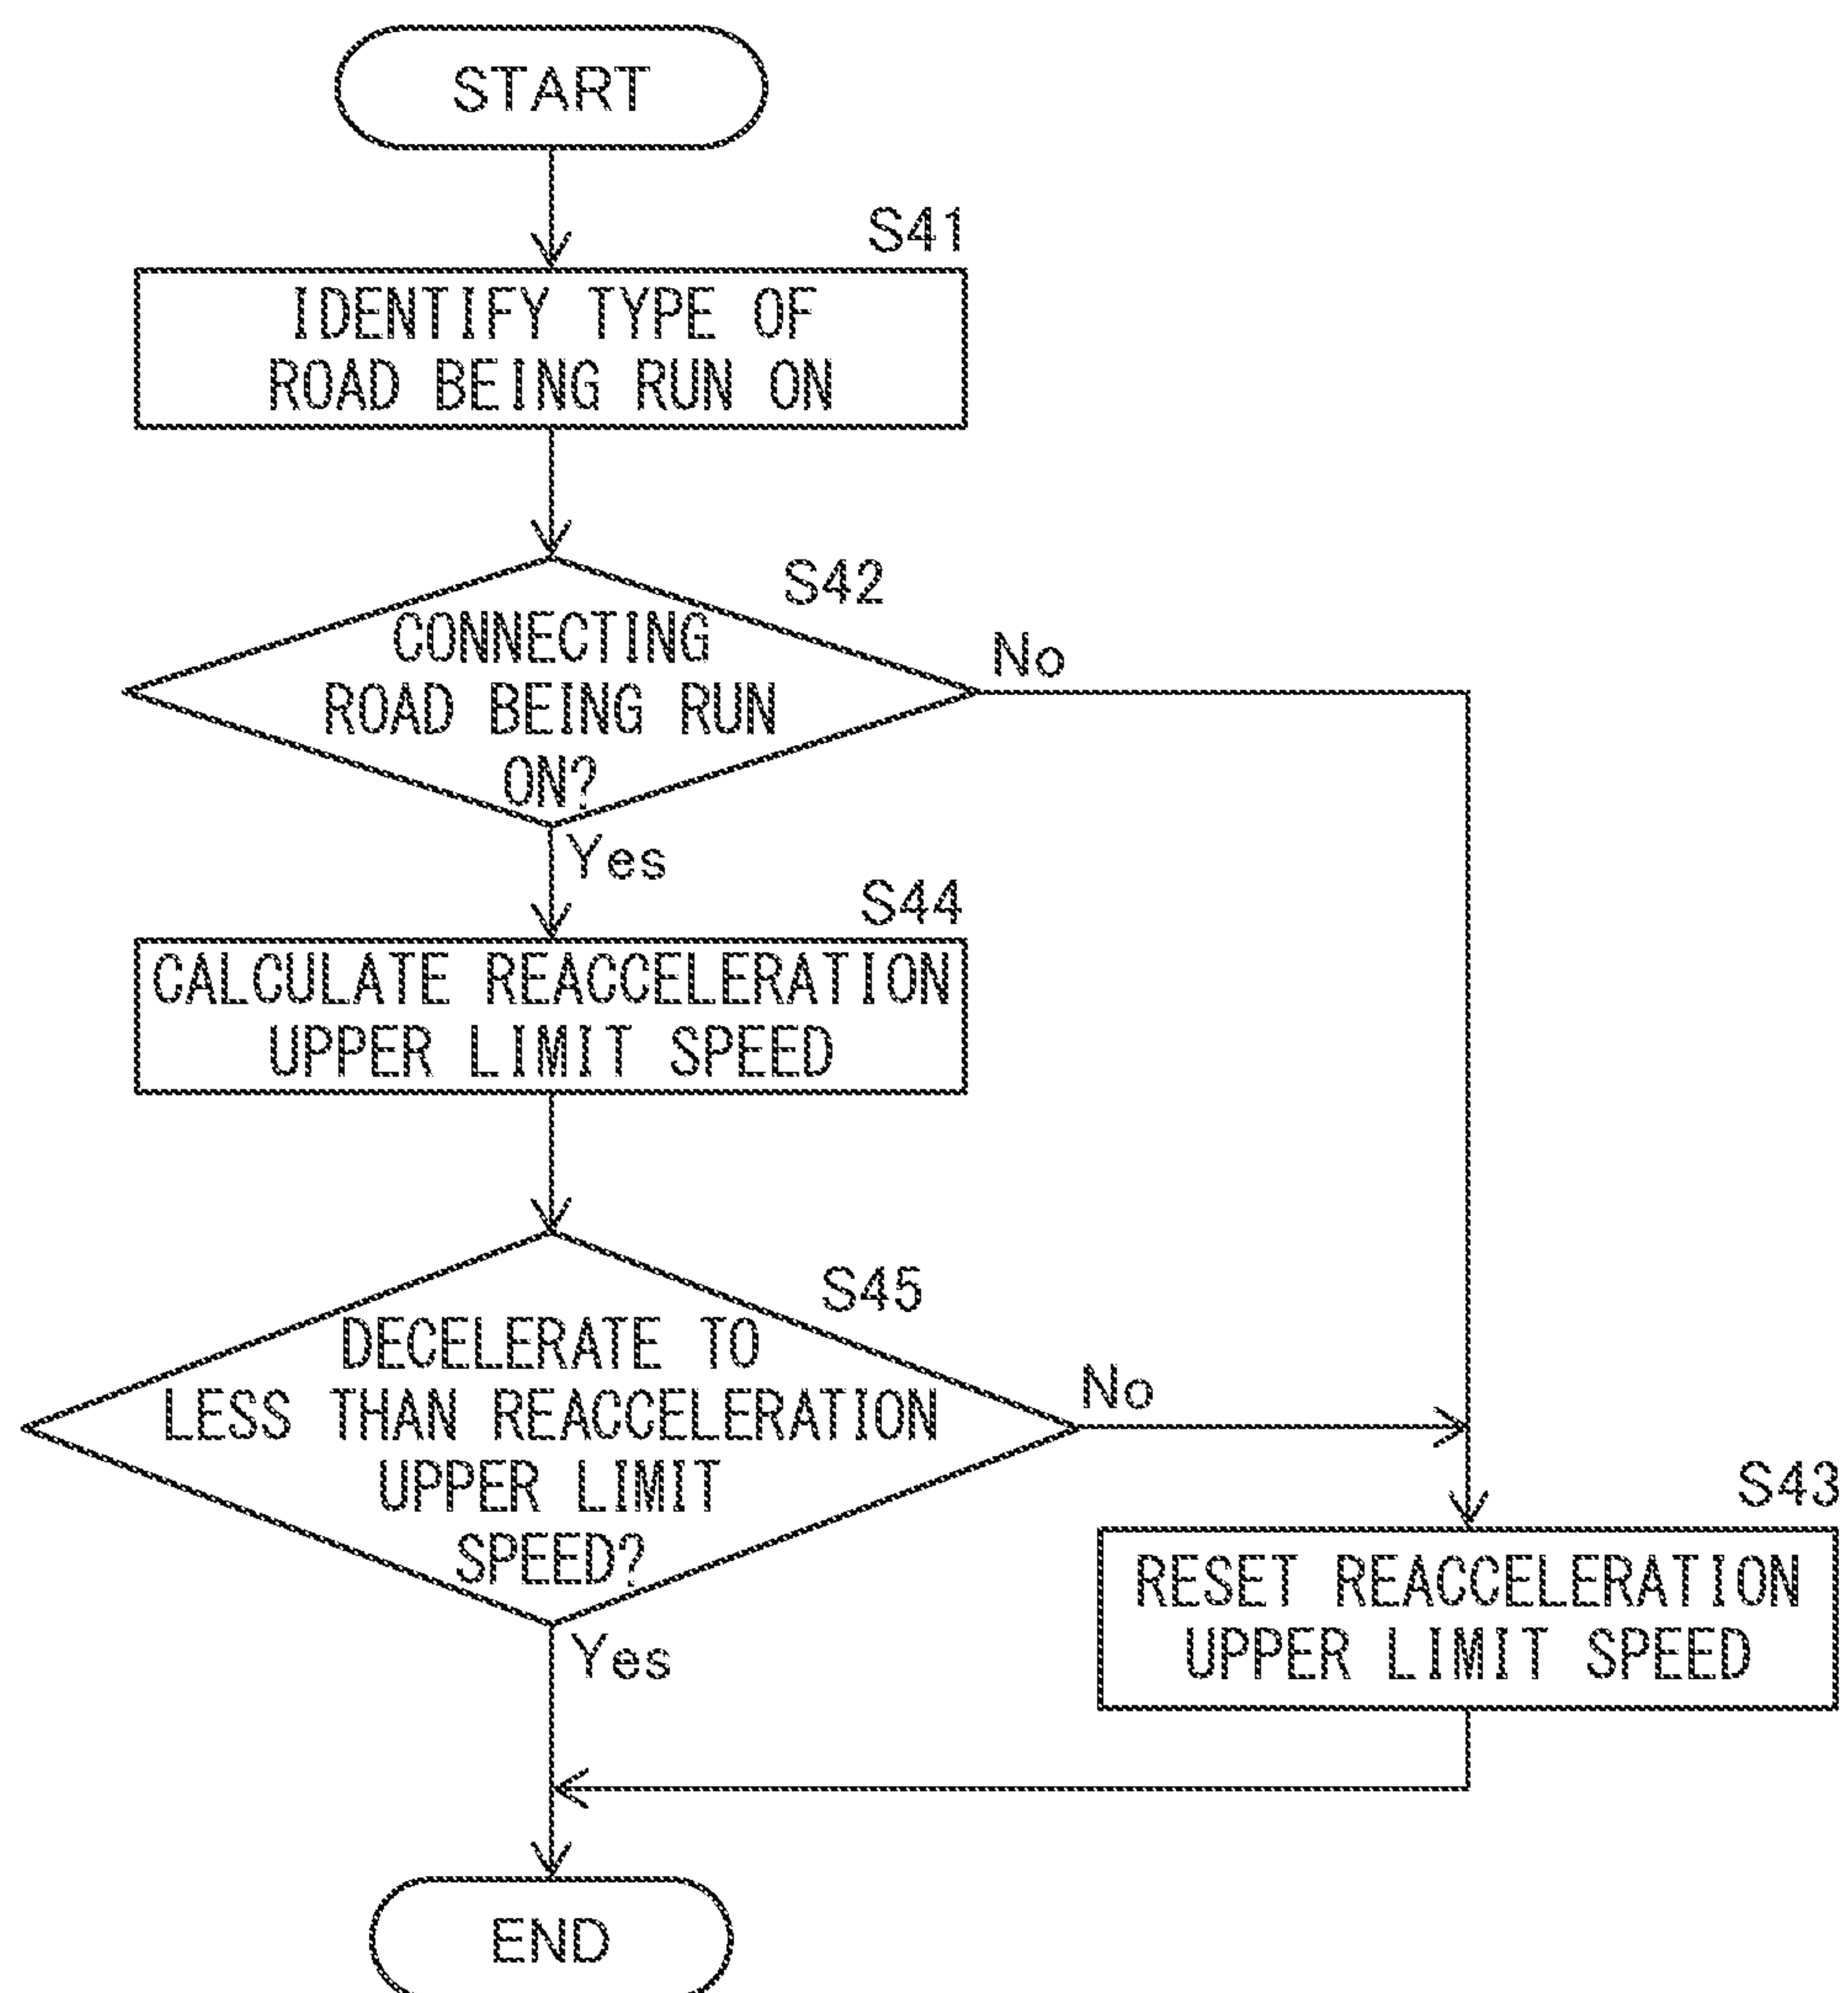 START
S41
IDENTIFY TYPE OF
ROAD BEING RUN ON
S42
CONNECTING
ROAD BEING RUN
ON?
No
Yes
S44
CALCULATE REACCELERATION
UPPER LIMIT SPEED
S45
DECELERATE TO
LESS THAN REACCELERATION
UPPER LIMIT
SPEED?
No
Yes
S43
RESET REACCELERATION
UPPER LIMIT SPEED
END